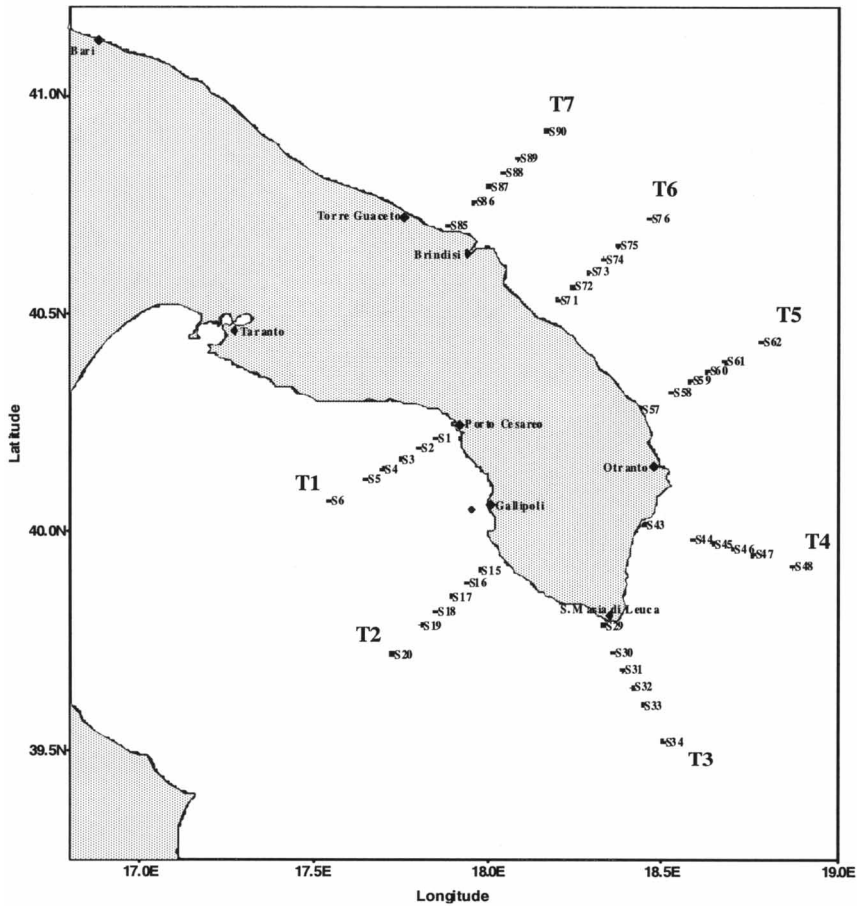 Bari
41.0N
T7
S90
S89
S88
S87
S86
S85
T6
S76
S75
S74
S73
S72
S71
Torre Guaceto
Brindisi
40.5N
Taranto
T5
S62
S61
S60
S59
S58
S57
Porto Cesareo
S1
S2
S3
S4
S5
S6
T1
Otranto
Gallipoli
40.0N
S43
S44
S45
S46
S47
S48
T4
S15
S16
S17
S18
S19
S20
T2
S.Maria di Leuca
S29
S30
S31
S32
S33
S34
T3
39.5N
Latitude
17.0E
17.5E
18.0E
18.5E
19.0E
Longitude